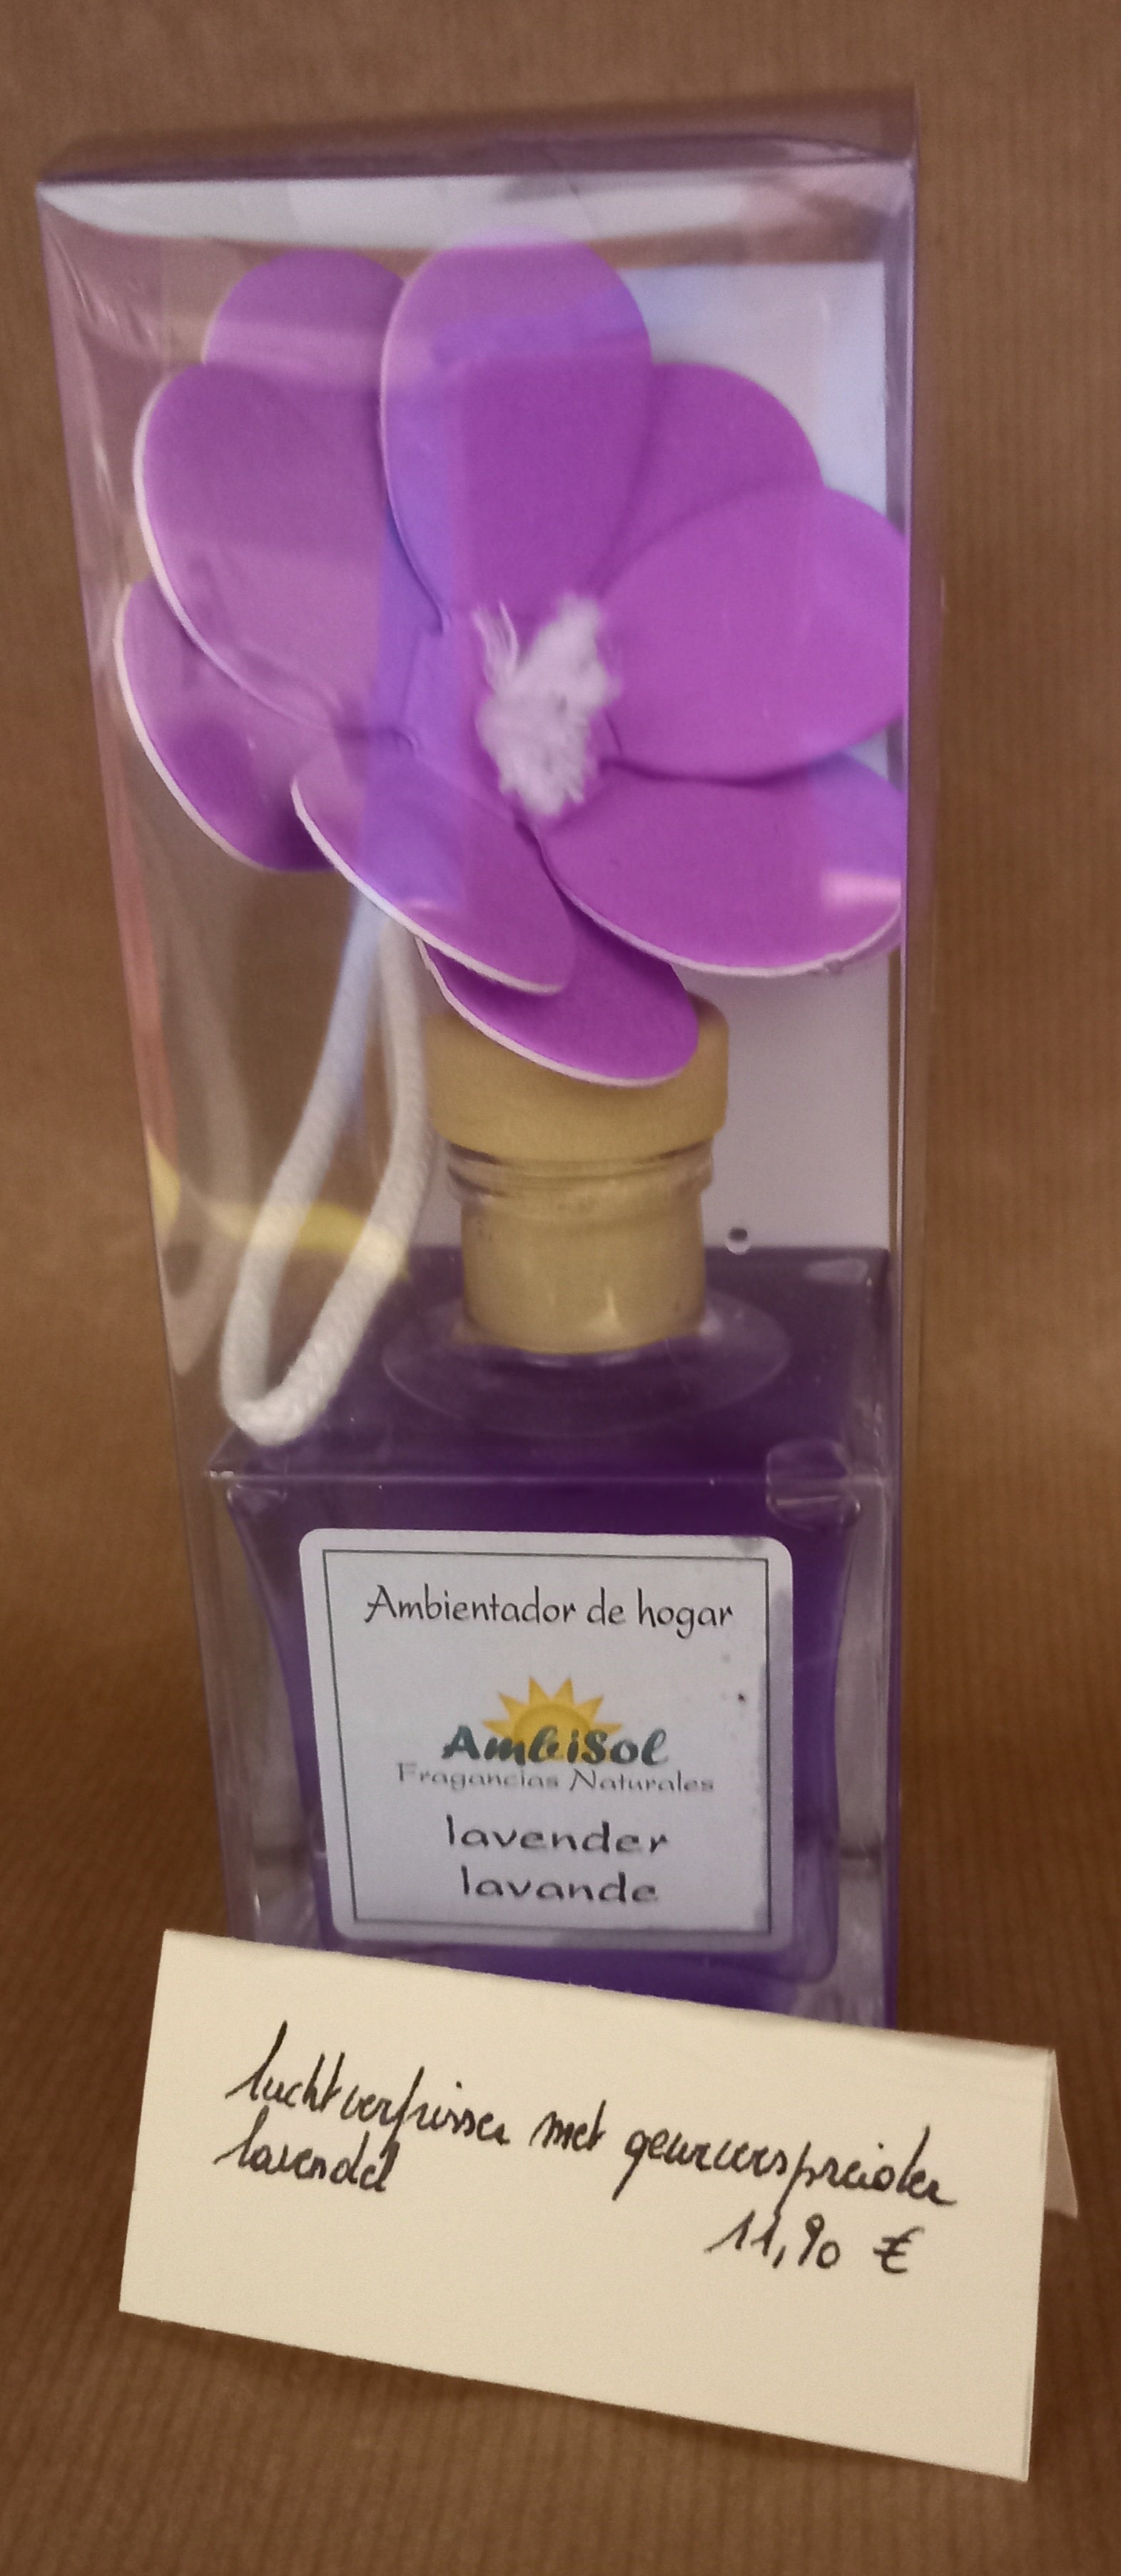 Ambientador de hogar
AmbiSol
Fragancias Naturales
lavender
lavande
luchtverfrisser met geurverspreider
lavendel
11,90 €